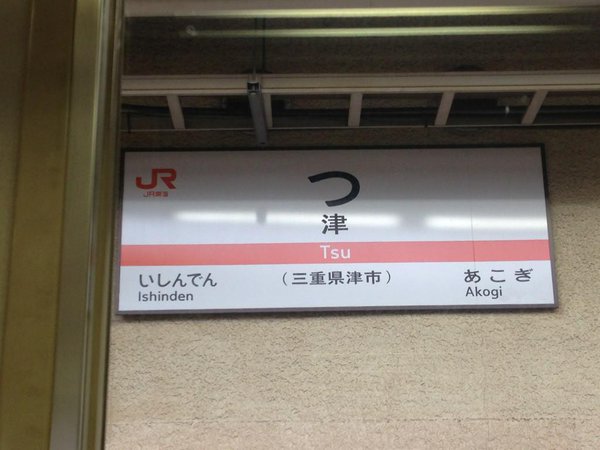 JR
JR東海
つ
津
Tsu
いしんでん
Ishinden
（三重県津市）
あこぎ
Akogi